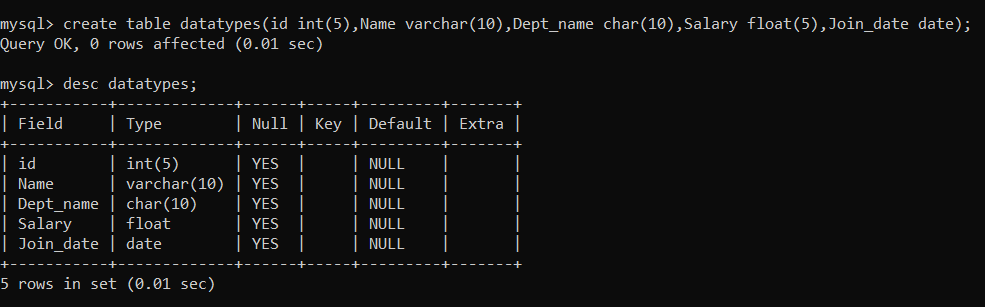 mysql> create table datatypes(id int(5),Name varchar(10),Dept_name char(10),Salary float(5),Join_date date);
Query OK, 0 rows affected (0.01 sec)
mysql> desc datatypes;
+-----------+-------------+------+-----+---------+-------+
| Field     | Type        | Null | Key | Default | Extra |
+-----------+-------------+------+-----+---------+-------+
| id        | int(5)      | YES  |     | NULL    |       |
| Name      | varchar(10) | YES  |     | NULL    |       |
| Dept_name | char(10)    | YES  |     | NULL    |       |
| Salary    | float       | YES  |     | NULL    |       |
| Join_date | date        | YES  |     | NULL    |       |
+-----------+-------------+------+-----+---------+-------+
5 rows in set (0.01 sec)